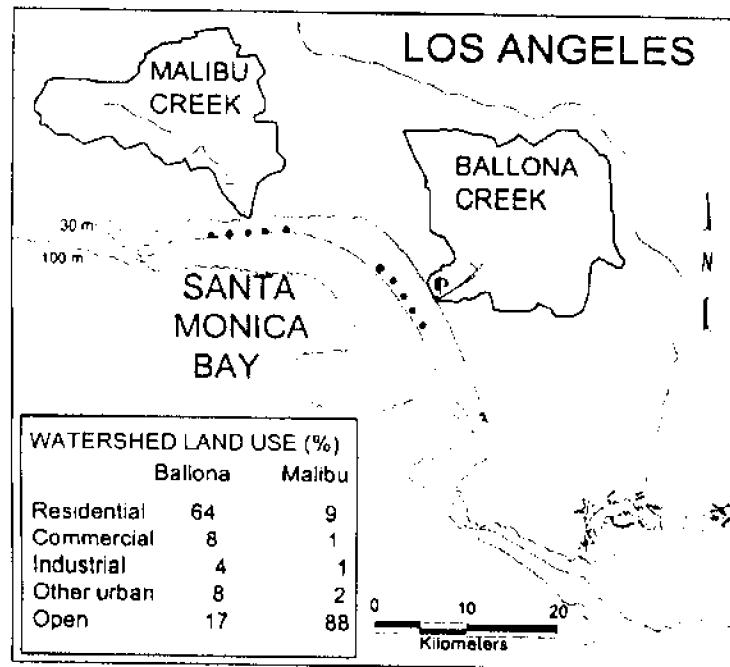 LOS ANGELES
MALIBU
CREEK
BALLONA
CREEK
30 m
100 m
N
SANTA
MONICA
BAY
WATERSHED LAND USE (%)
Ballona Malibu
Residential 64 9
Commercial 8 1
Industrial 4 1
Other urban 8 2
Open 17 88
0 10 20
Kilometers